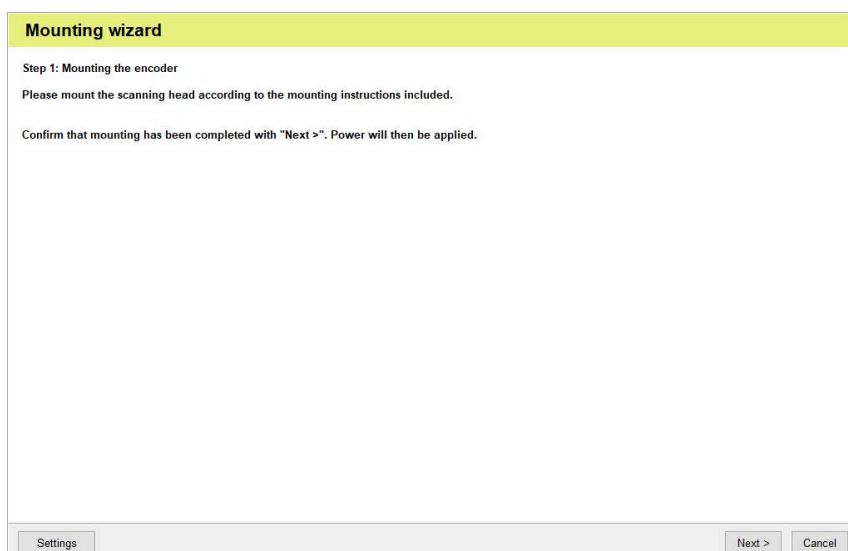 Mounting wizard
Step 1: Mounting the encoder
Please mount the scanning head according to the mounting instructions included.
Confirm that mounting has been completed with "Next >". Power will then be applied.
Settings
Next >
Cancel